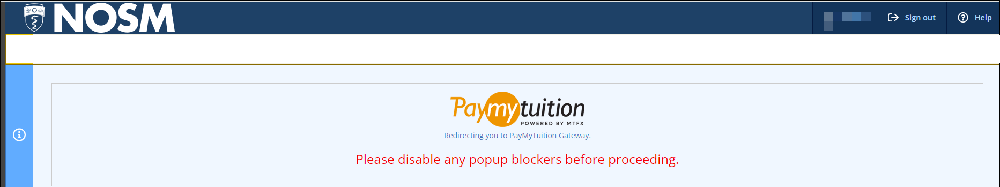 NOSM
Sign out
Help
Paymytuition
POWERED BY MTFX
Redirecting you to PayMyTuition Gateway.
Please disable any popup blockers before proceeding.